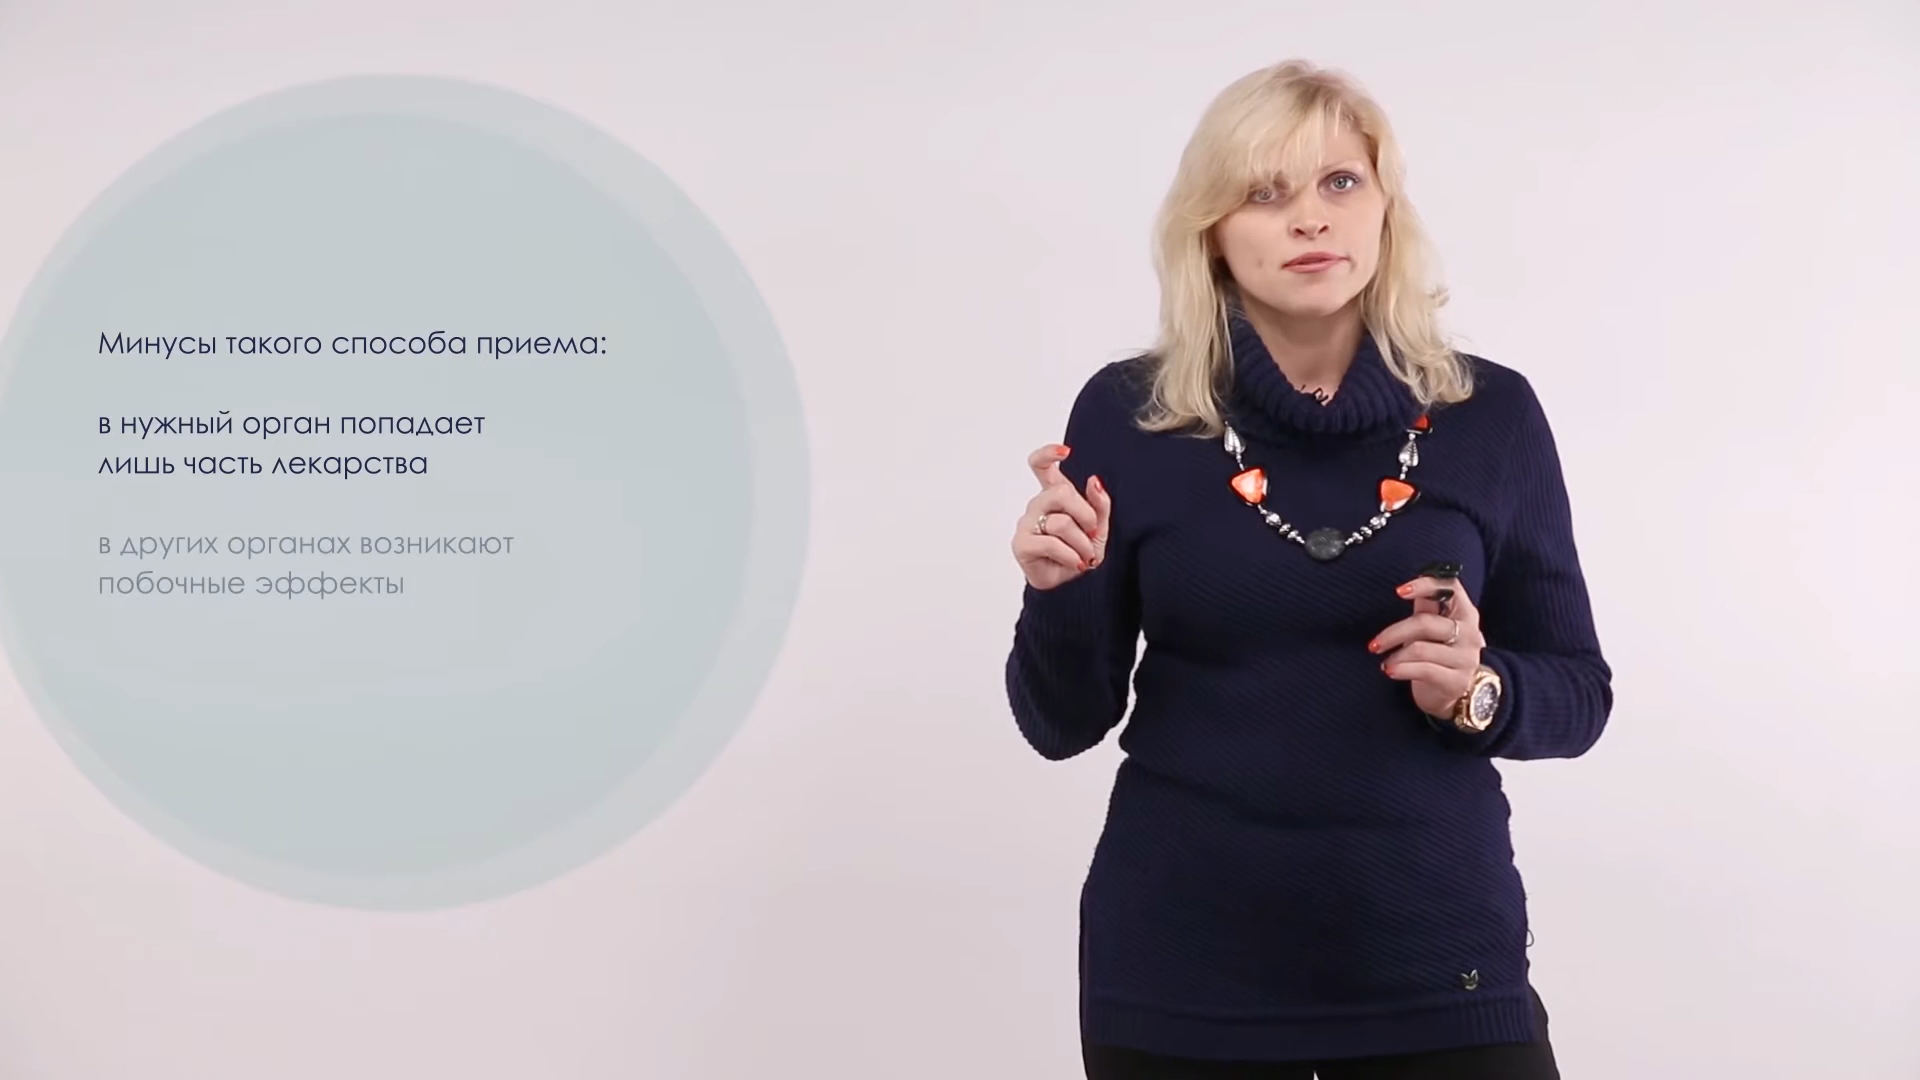 Минусы такого способа приема:
в нужный орган попадает
лишь часть лекарства
в других органах возникают
побочные эффекты